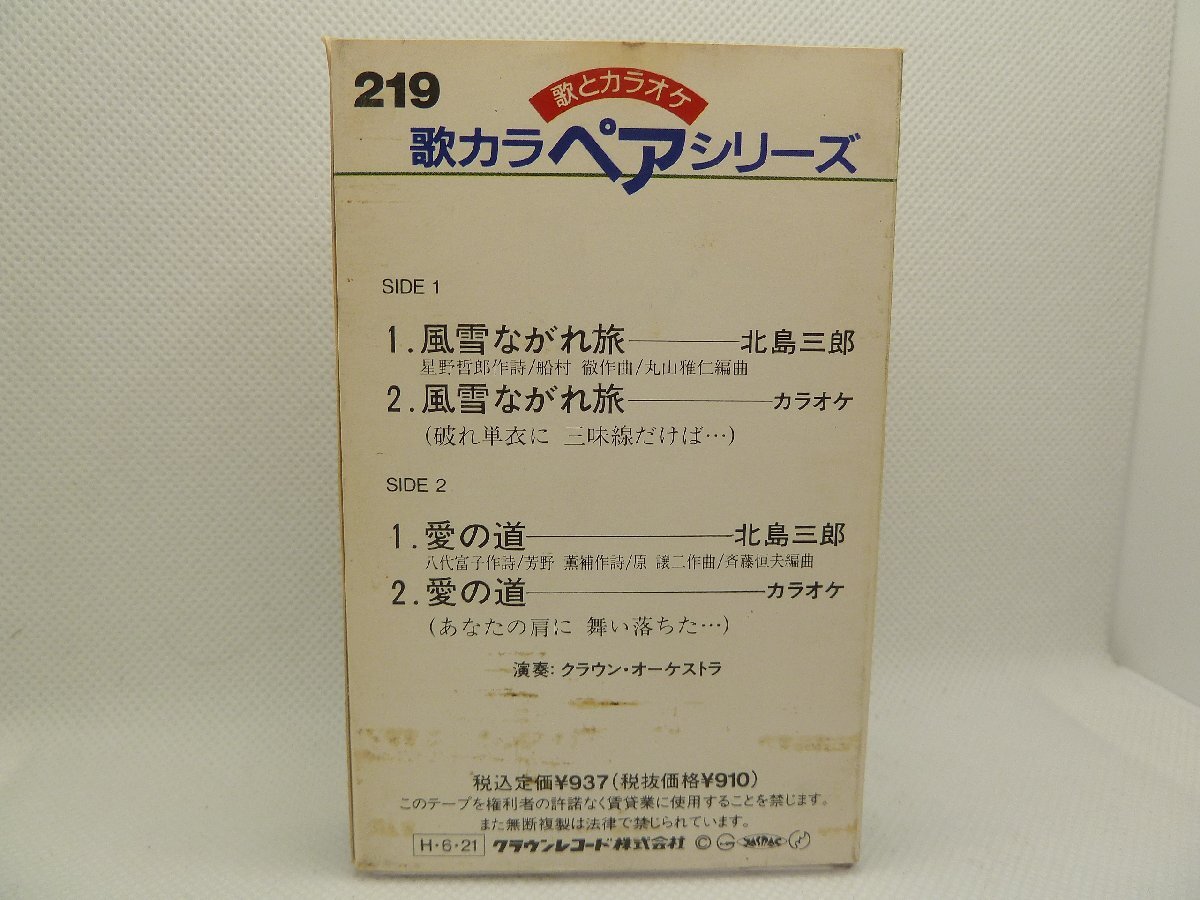 219
歌とカラオケ
歌カラペアシリーズ
SIDE 1
1.風雪ながれ旅────北島三郎
星野哲郎作詩/船村 徹作曲/丸山雅仁編曲
2.風雪ながれ旅────カラオケ
(破れ単衣に 三味線だけば…)
SIDE 2
1.愛の道────北島三郎
八代富子作詩/芳野 薫補作詩/原 譲二作曲/斉藤恒夫編曲
2.愛の道────カラオケ
(あなたの肩に 舞い落ちた…)
演奏:クラウン・オーケストラ
税込定価¥937(税抜価格¥910)
このテープを権利者の許諾なく賃貸業に使用することを禁じます。
また無断複製は法律で禁じられています。
H・6・21 クラウンレコード株式会社 © JASRAC